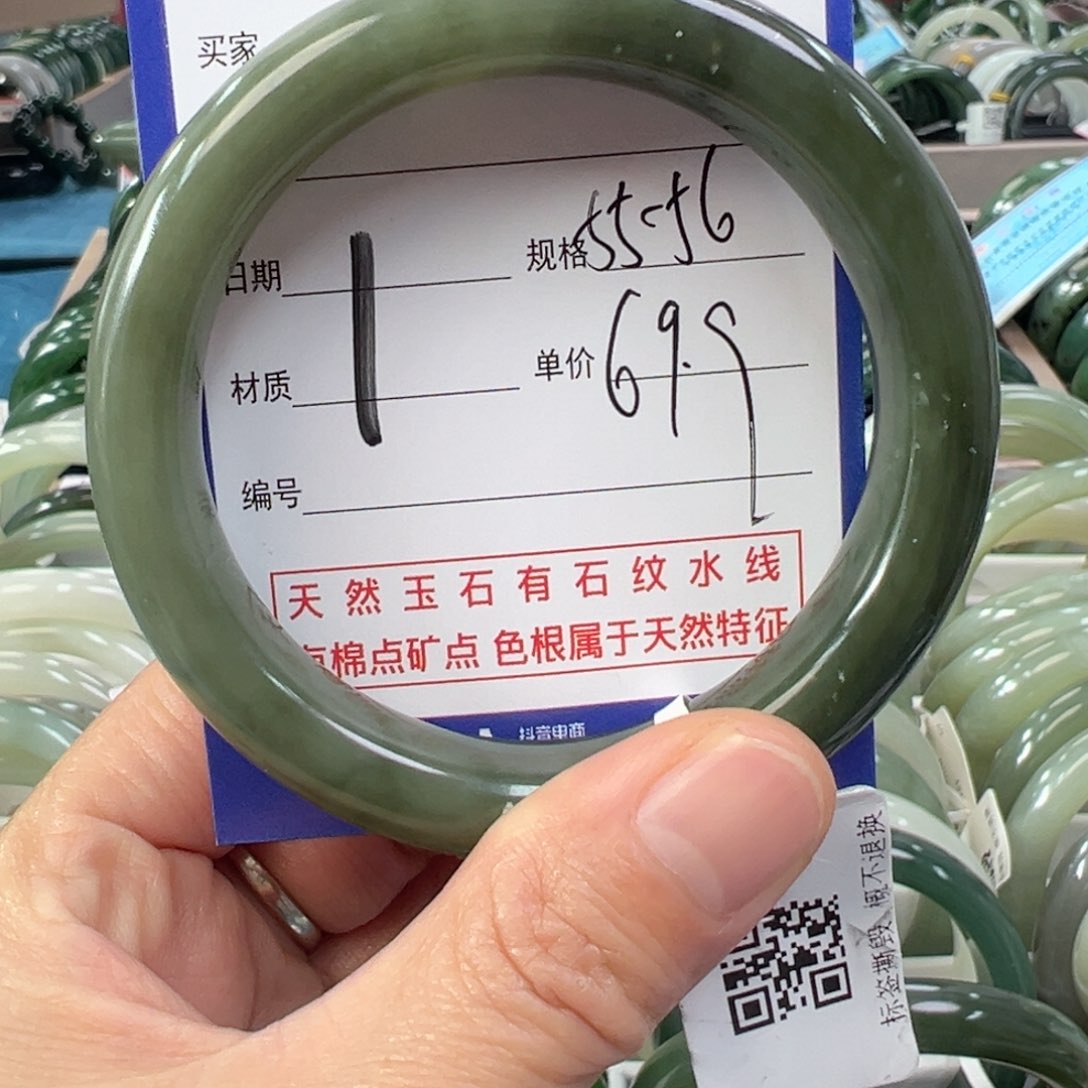 买家
日期
规格 55-56
材质
单价 69.9
编号
天然玉石有石纹水线
棉点矿点 色根属于天然特征
抖音电商
标签撕毁 概不退换